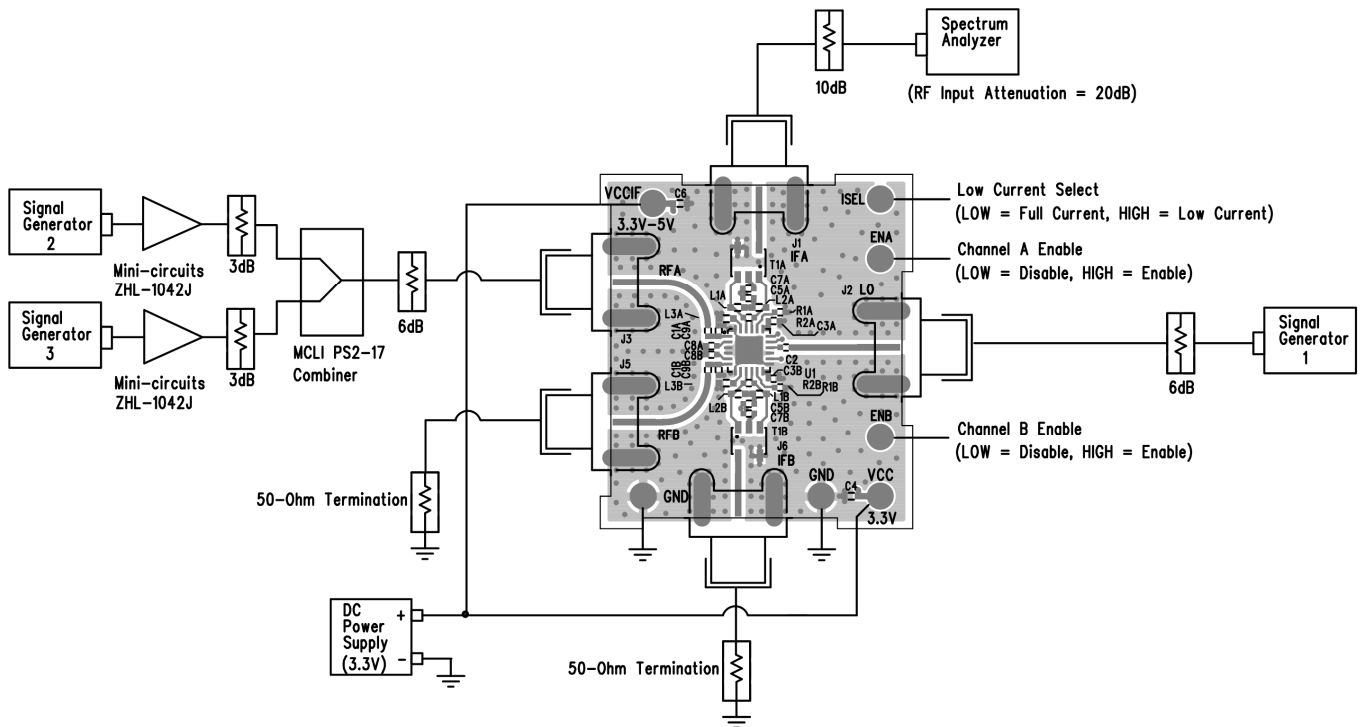 Spectrum
Analyzer
10dB
(RF Input Attenuation = 20dB)
Signal
Generator
2
Mini-circuits
ZHL-1042J
3dB
Signal
Generator
3
Mini-circuits
ZHL-1042J
3dB
MCLI PS2-17
Combiner
6dB
VCCIF
C6
3.3V-5V
ISEL
Low Current Select
(LOW = Full Current, HIGH = Low Current)
ENA
Channel A Enable
(LOW = Disable, HIGH = Enable)
J1
IFA
T1A
C7A
C5A
RFA
L1A
L2A
L3A
R1A
R2A
C3A
J2 LO
C1A
C9A
C8A
C8B
J3
C2
C1B
C9B
C3B
U1
J5
L3B
R2B
R1B
L2B
L1B
C5B
C7B
RFB
T1B
J6
IFB
6dB
Signal
Generator
1
ENB
Channel B Enable
(LOW = Disable, HIGH = Enable)
50-Ohm Termination
GND
GND
C4
VCC
3.3V
DC
Power
Supply
(3.3V)
+
-
50-Ohm Termination